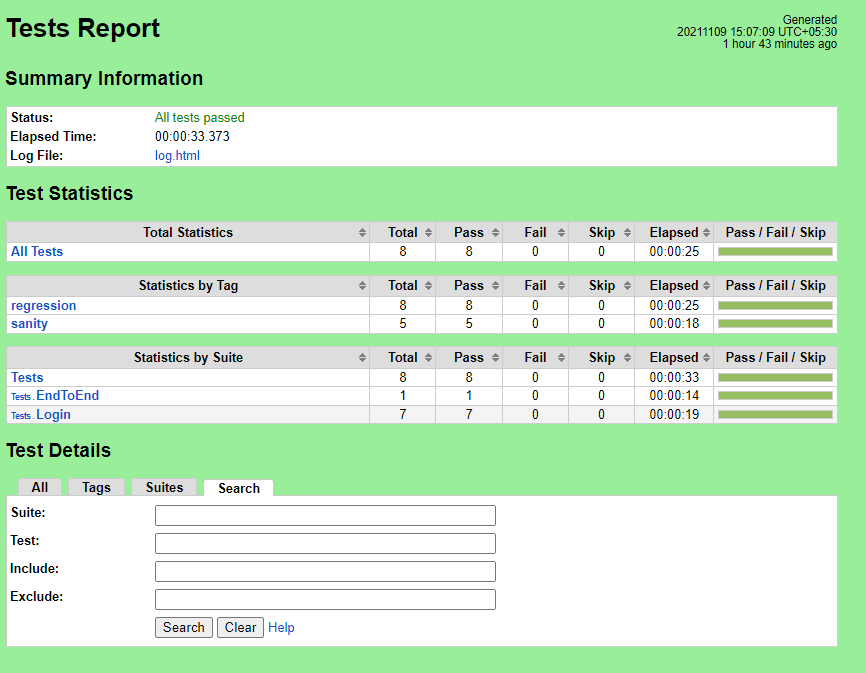 Tests Report
Generated
20211109 15:07:09 UTC+05:30
1 hour 43 minutes ago
Summary Information
Status: All tests passed
Elapsed Time: 00:00:33.373
Log File: log.html
Test Statistics
Total Statistics Total Pass Fail Skip Elapsed Pass / Fail / Skip
All Tests 8 8 0 0 00:00:25
Statistics by Tag Total Pass Fail Skip Elapsed Pass / Fail / Skip
regression 8 8 0 0 00:00:25
sanity 5 5 0 0 00:00:18
Statistics by Suite Total Pass Fail Skip Elapsed Pass / Fail / Skip
Tests 8 8 0 0 00:00:33
Tests . EndToEnd 1 1 0 0 00:00:14
Tests . Login 7 7 0 0 00:00:19
Test Details
All Tags Suites Search
Suite:
Test:
Include:
Exclude:
Search Clear Help